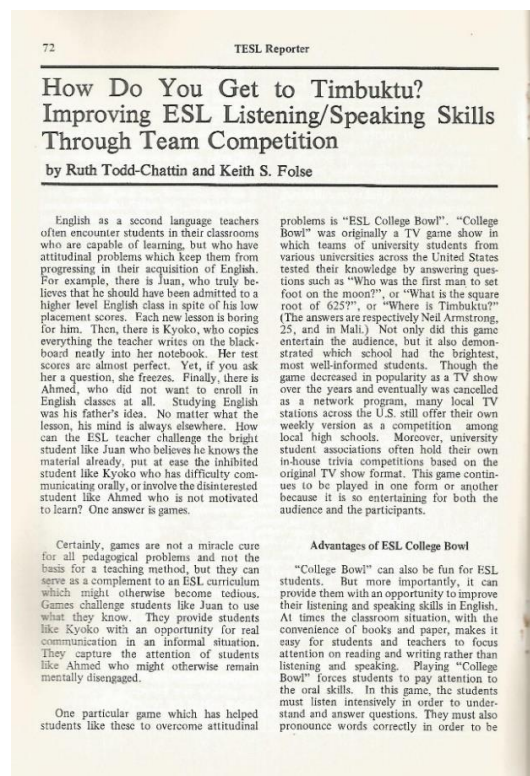 72
TESL Reporter
How Do You Get to Timbuktu?
Improving ESL Listening/Speaking Skills
Through Team Competition
by Ruth Todd-Chattin and Keith S. Folse
English as a second language teachers
often encounter students in their classrooms
who are capable of learning, but who have
attitudinal problems which keep them from
progressing in their acquisition of English.
For example, there is Juan, who truly be-
lieves that he should have been admitted to a
higher level English class in spite of his low
placement scores. Each new lesson is boring
for him. Then, there is Kyoko, who copies
everything the teacher writes on the black-
board neatly into her notebook. Her test
scores are almost perfect. Yet, if you ask
her a question, she freezes. Finally, there is
Ahmed, who did not want to enroll in
English classes at all. Studying English
was his father's idea. No matter what the
lesson, his mind is always elsewhere. How
can the ESL teacher challenge the bright
student like Juan who believes he knows the
material already, put at ease the inhibited
student like Kyoko who has difficulty com-
municating orally, or involve the disinterested
student like Ahmed who is not motivated
to learn? One answer is games.
Certainly, games are not a miracle cure
for all pedagogical problems and not the
basis for a teaching method, but they can
serve as a complement to an ESL curriculum
which might otherwise become tedious.
Games challenge students like Juan to use
what they know. They provide students
like Kyoko with an opportunity for real
communication in an informal situation.
They capture the attention of students
like Ahmed who might otherwise remain
mentally disengaged.
One particular game which has helped
students like these to overcome attitudinal
problems is "ESL College Bowl". "College
Bowl" was originally a TV game show in
which teams of university students from
various universities across the United States
tested their knowledge by answering ques-
tions such as "Who was the first man to set
foot on the moon?", or "What is the square
root of 625?", or "Where is Timbuktu?"
(The answers are respectively Neil Armstrong,
25, and in Mali.) Not only did this game
entertain the audience, but it also demon-
strated which school had the brightest,
most well-informed students. Though the
game decreased in popularity as a TV show
over the years and eventually was cancelled
as a network program, many local TV
stations across the U.S. still offer their own
weekly version as a competition among
local high schools. Moreover, university
student associations often hold their own
in-house trivia competitions based on the
original TV show format. This game contin-
ues to be played in one form or another
because it is so entertaining for both the
audience and the participants.
Advantages of ESL College Bowl
"College Bowl" can also be fun for ESL
students. But more importantly, it can
provide them with an opportunity to improve
their listening and speaking skills in English.
At times the classroom situation, with the
convenience of books and paper, makes it
easy for students and teachers to focus
attention on reading and writing rather than
listening and speaking. Playing "College
Bowl" forces students to pay attention to
the oral skills. In this game, the students
must listen intensively in order to under-
stand and answer questions. They must also
pronounce words correctly in order to be